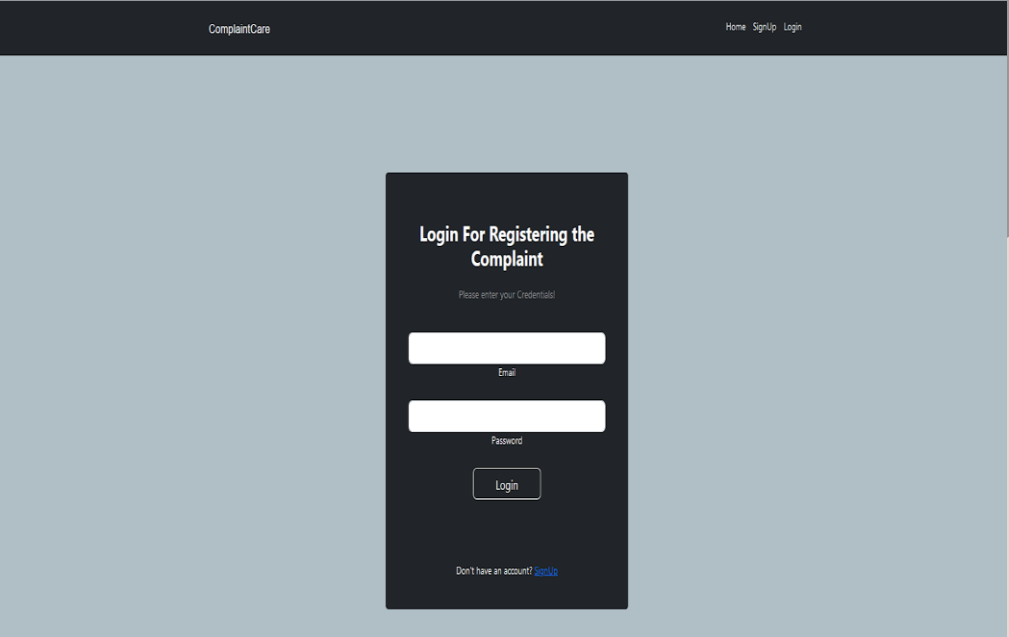 ComplaintCare
Home SignUp Login
Login For Registering the
Complaint
Please enter your Credentials!
Email
Password
Login
Don't have an account? SignUp